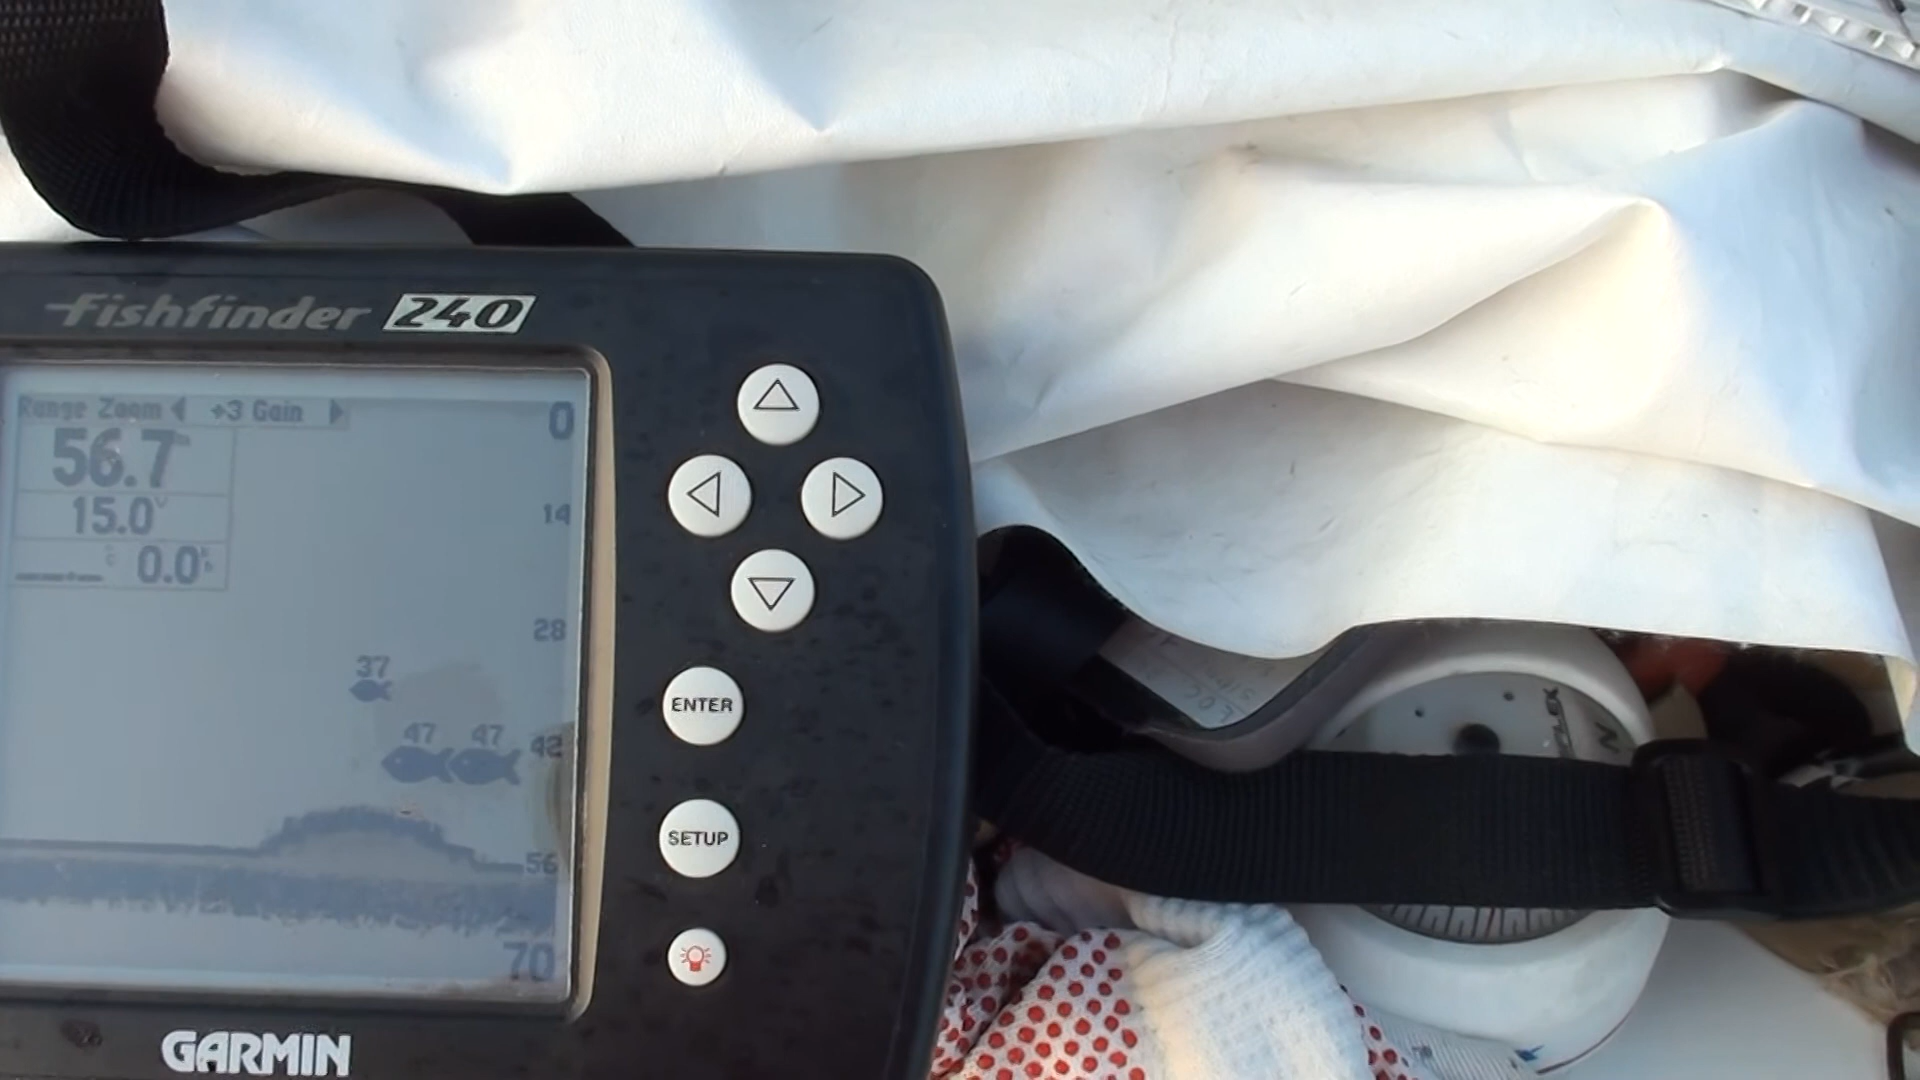 fishfinder 240
Range Zoom +3 Gain
0
56.7
15.0 V
14
0.0
28
37
47 47
42
56
70
ENTER
SETUP
GARMIN
N